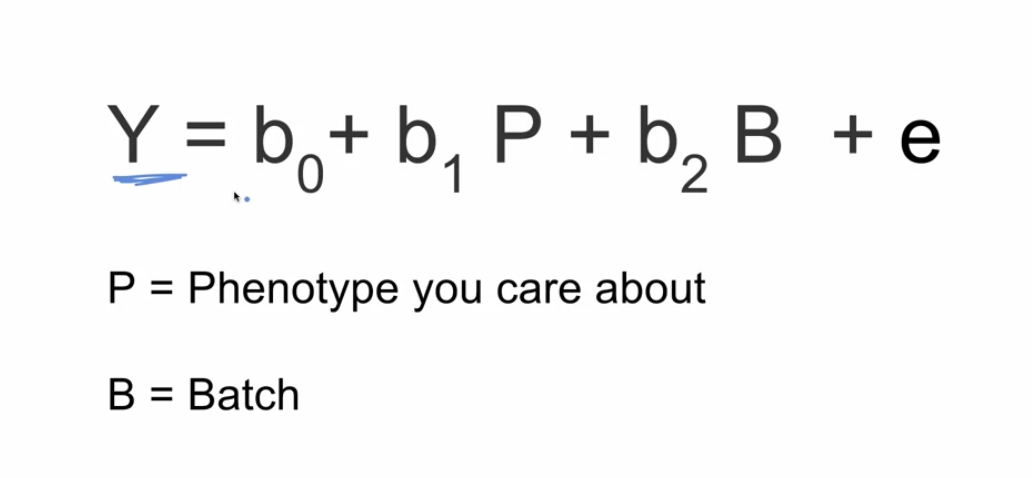 Y = b₀ + b₁ P + b₂ B + e
P = Phenotype you care about
B = Batch